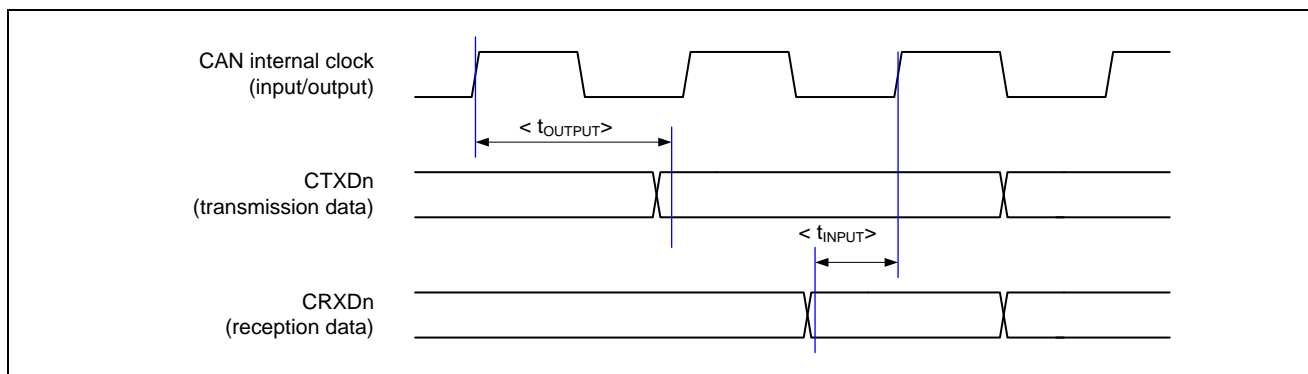 CAN internal clock
(input/output)
< tOUTPUT>
CTXDn
(transmission data)
< tINPUT>
CRXDn
(reception data)